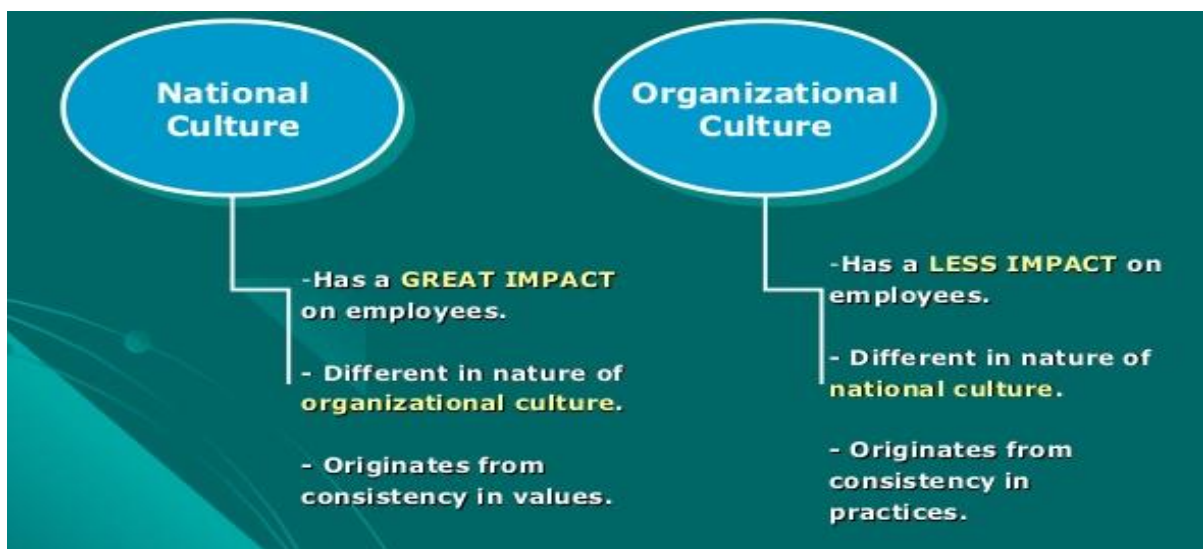 National
Culture
-Has a GREAT IMPACT
on employees.
- Different in nature of
organizational culture.
- Originates from
consistency in values.
Organizational
Culture
-Has a LESS IMPACT on
employees.
- Different in nature of
national culture.
- Originates from
consistency in
practices.